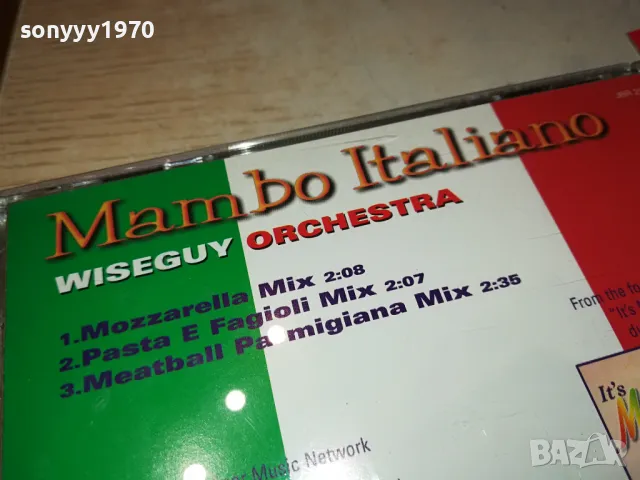 sonyyy1970
Mambo Italiano
WISEGUY ORCHESTRA
1.Mozzarella Mix 2:08
2.Pasta E Fagioli Mix 2:07
3.Meatball Parmigiana Mix 2:35
From the
"It's
It's
Music Network
BAZAR